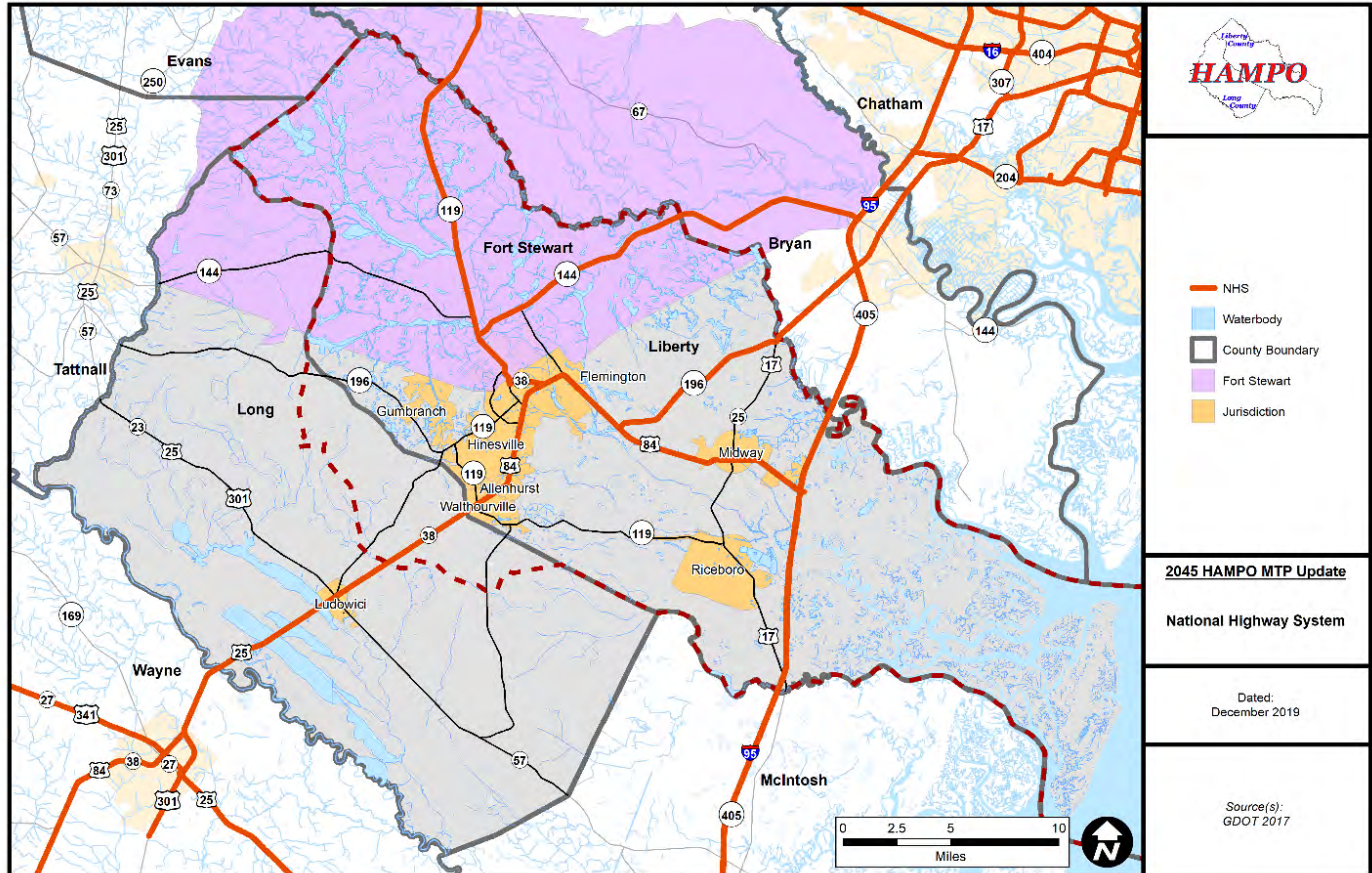 Evans
250
25
301
73
57
25
57
Tattnall
144
119
Fort Stewart
144
67
Chatham
16
404
307
17
204
95
Bryan
405
144
Liberty
17
196
25
Flemington
38
196
Gumbranch
119
Hinesville
84
84
Midway
119
Allenhurst
Walthourville
Long
23
25
301
38
119
Riceboro
Ludowici
17
169
Wayne
25
27
341
84
38
27
301
25
57
95
McIntosh
405
0 2.5 5 10
Miles
N
Liberty
County
HAMPO
Long
County
NHS
Waterbody
County Boundary
Fort Stewart
Jurisdiction
2045 HAMPO MTP Update
National Highway System
Dated:
December 2019
Source(s):
GDOT 2017